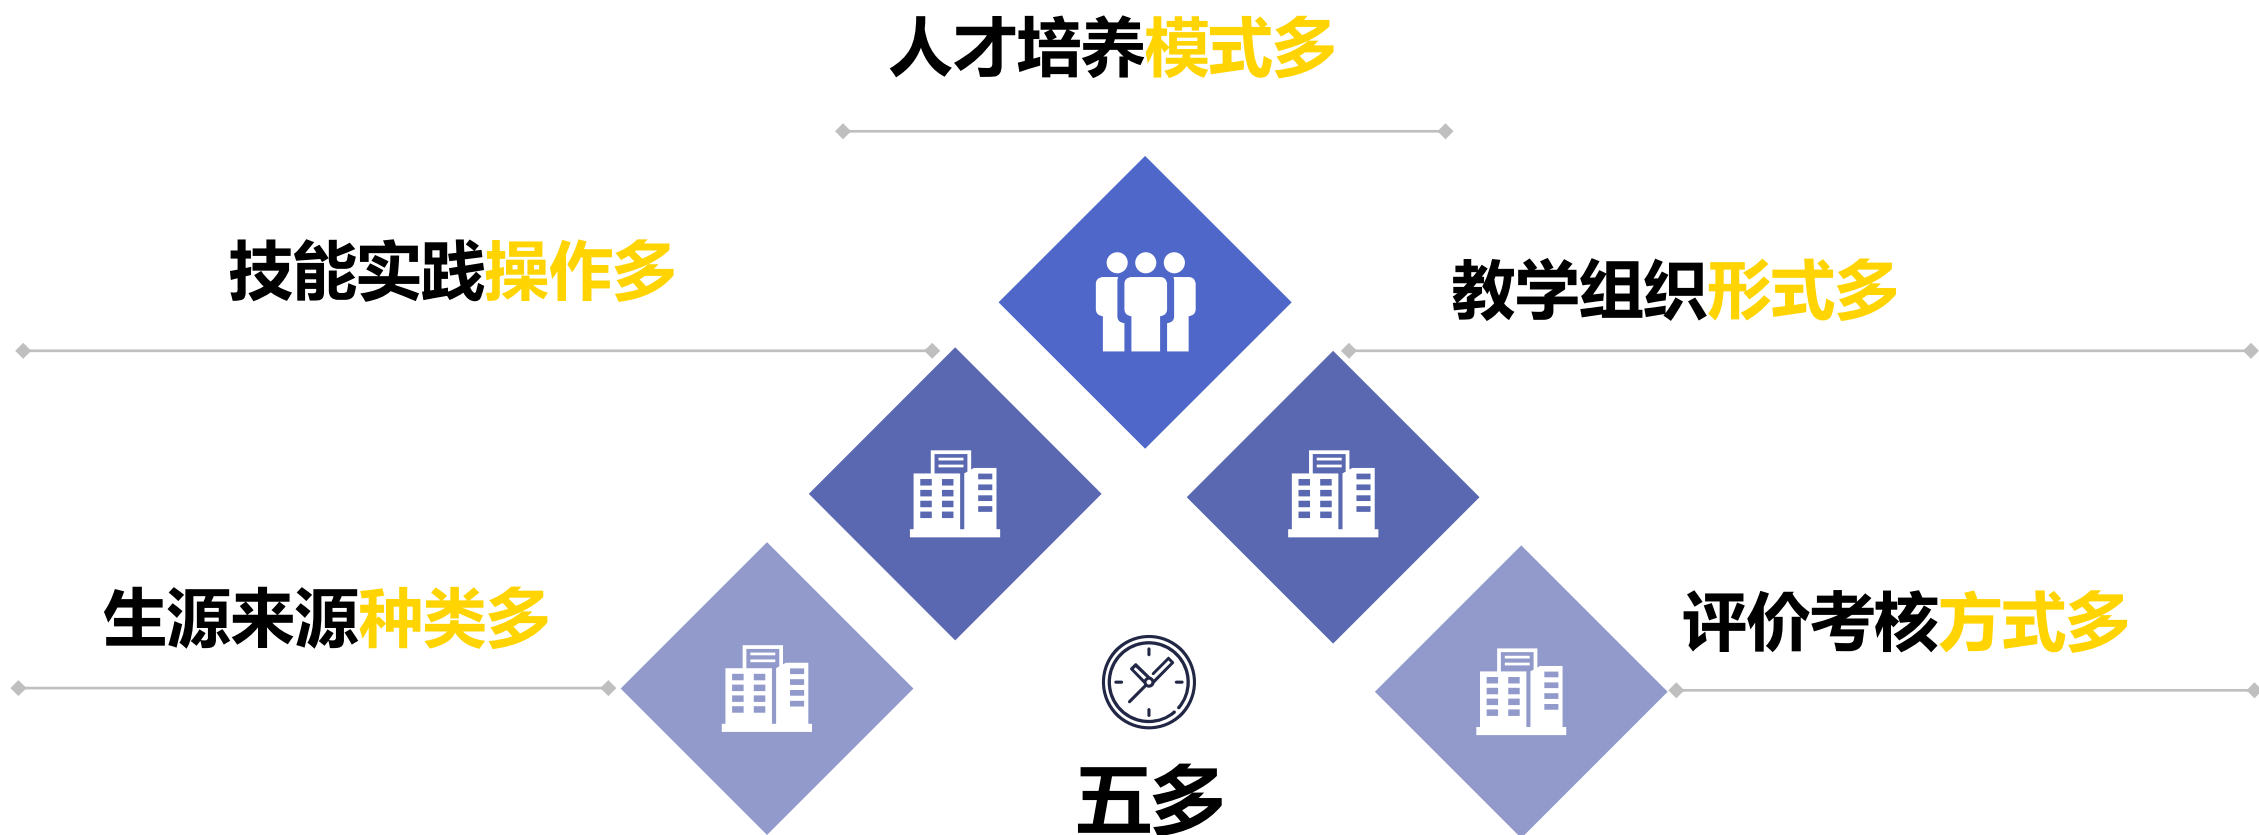 人才培养模式多
技能实践操作多
教学组织形式多
生源来源种类多
评价考核方式多
五多